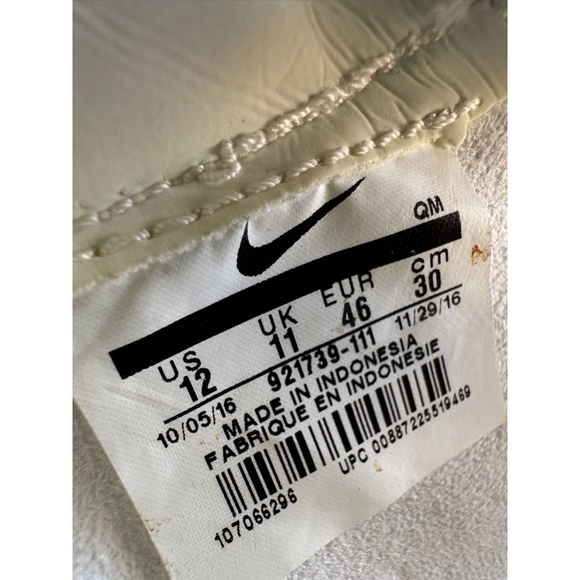 QM
US UK EUR cm
12 11 46 30
10/05/16 921739-111 11/29/16
MADE IN INDONESIA
FABRIQUE EN INDONESIE
107066296 UPC 00887225519469